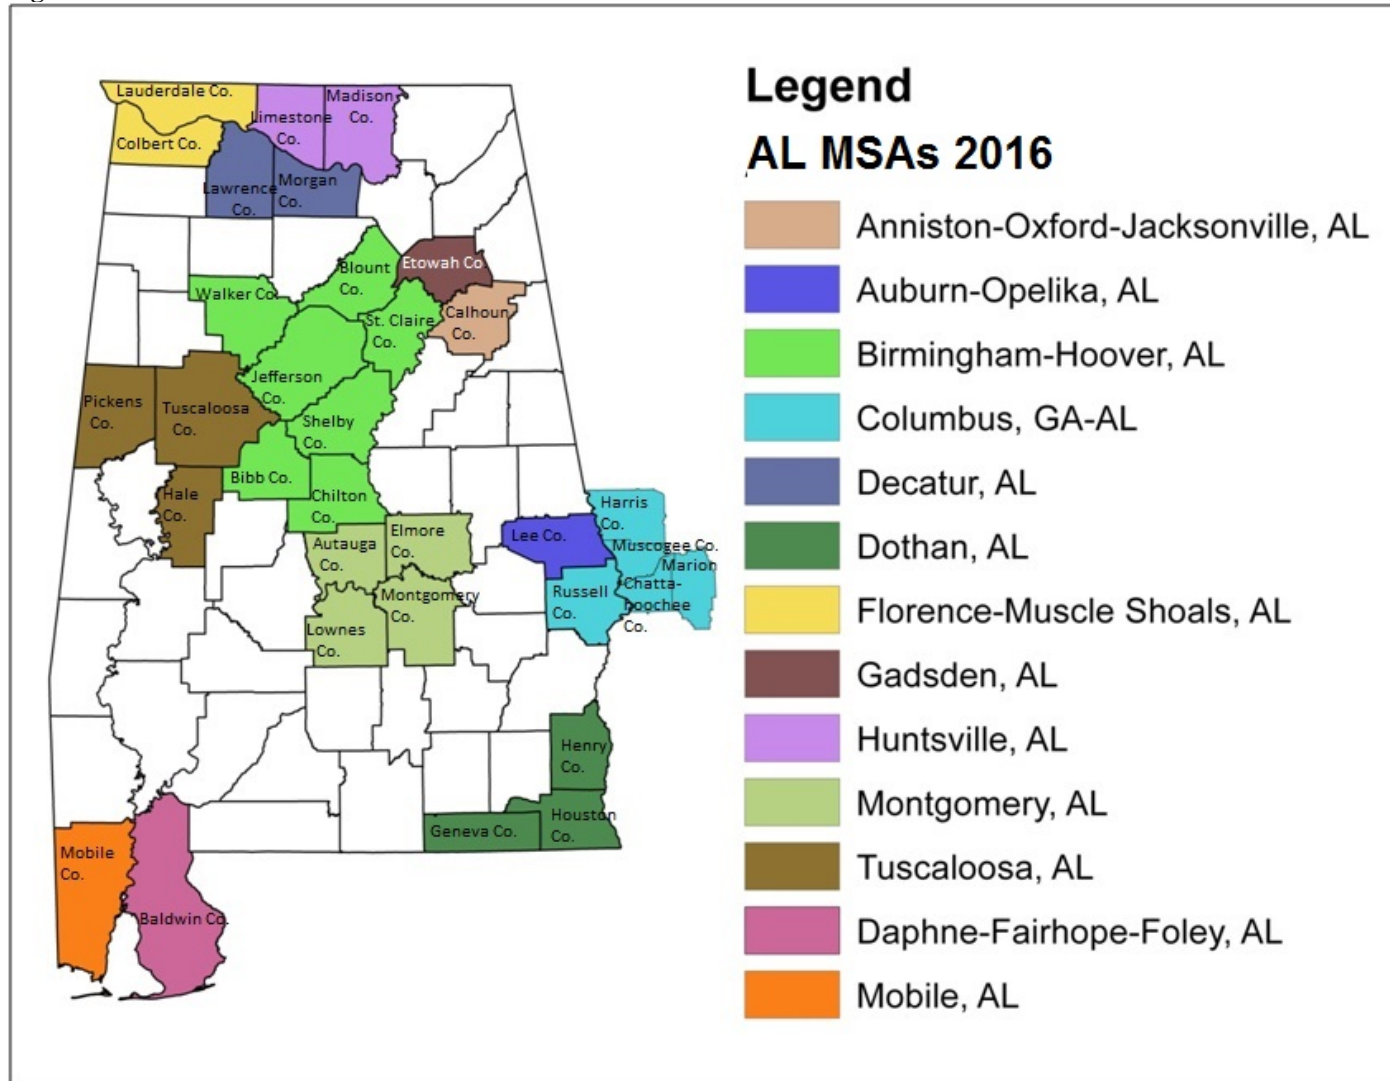 Legend
AL MSAs 2016
Anniston-Oxford-Jacksonville, AL
Auburn-Opelika, AL
Birmingham-Hoover, AL
Columbus, GA-AL
Decatur, AL
Dothan, AL
Florence-Muscle Shoals, AL
Gadsden, AL
Huntsville, AL
Montgomery, AL
Tuscaloosa, AL
Daphne-Fairhope-Foley, AL
Mobile, AL
Lauderdale Co.
Colbert Co.
Limestone
Co.
Madison
Co.
Lawrence
Co.
Morgan
Co.
Blount
Co.
Etowah Co.
Walker Co.
St. Claire
Co.
Calhoun
Co.
Jefferson
Co.
Pickens
Co.
Tuscaloosa
Co.
Shelby
Co.
Bibb Co.
Hale
Co.
Chilton
Co.
Autauga
Co.
Elmore
Co.
Lee Co.
Harris
Co.
Muscogee Co.
Marion
Chatta-
hoochee
Co.
Russell
Co.
Montgomery
Co.
Lownes
Co.
Henry
Co.
Houston
Co.
Geneva Co.
Mobile
Co.
Baldwin Co.